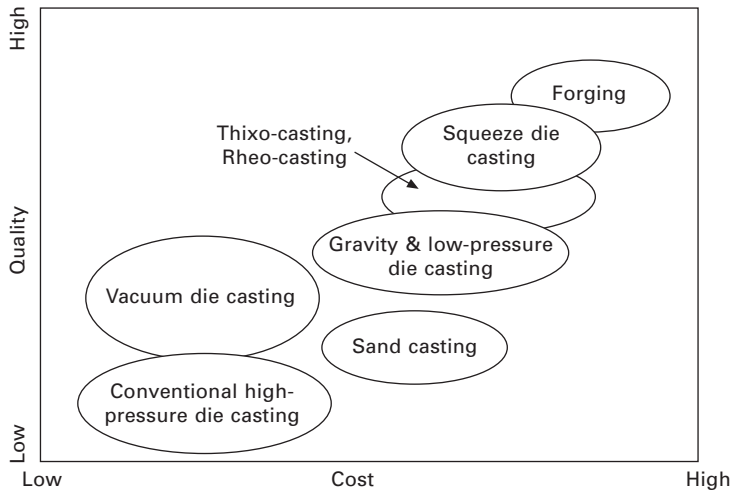 High
Forging
Thixo-casting,
Rheo-casting
Squeeze die
casting
Quality
Gravity & low-pressure
die casting
Vacuum die casting
Sand casting
Conventional high-
pressure die casting
Low
Low
Cost
High